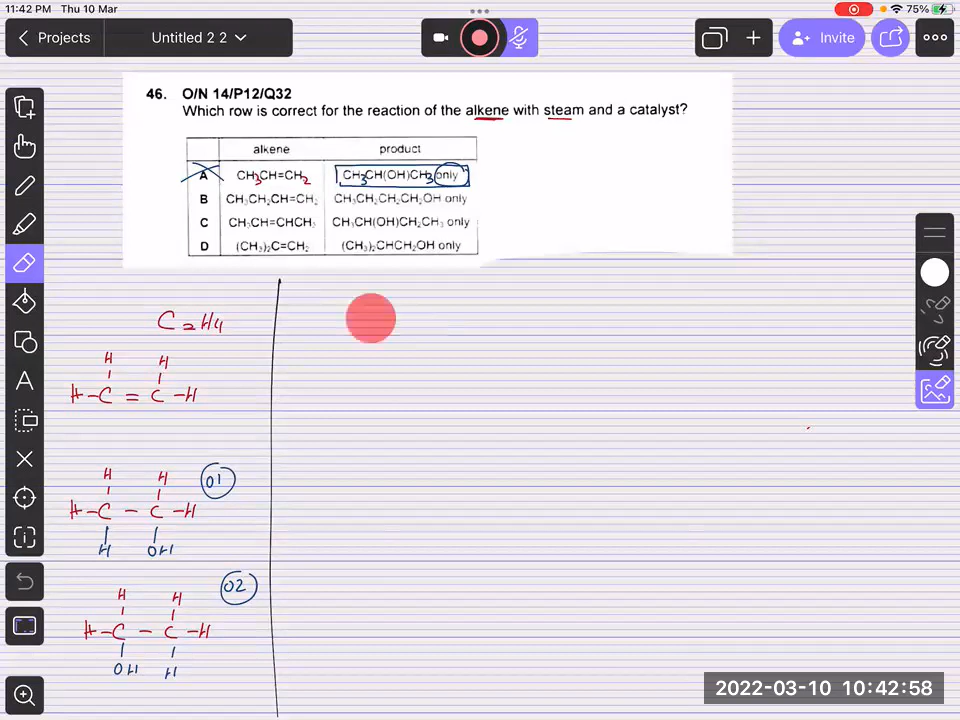 11:42 PM Thu 10 Mar
75%
Projects
Untitled 2 2
Invite
46. O/N 14/P12/Q32
Which row is correct for the reaction of the alkene with steam and a catalyst?
alkene product
A CH3CH=CH2 CH3CH(OH)CH3 only
B CH3CH2CH=CH2 CH3CH2CH2CH2OH only
C CH3CH=CHCH3 CH3CH(OH)CH2CH3 only
D (CH3)2C=CH2 (CH3)2CHCH2OH only
C2H4
H H
H-C=C-H
H H
01
H-C-C-H
H OH
02
H H
H-C-C-H
OH H
2022-03-10 10:42:58